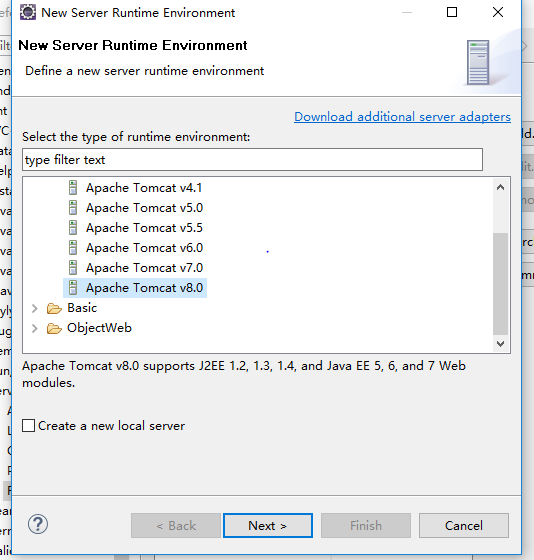 New Server Runtime Environment
New Server Runtime Environment
Define a new server runtime environment
Download additional server adapters
Select the type of runtime environment:
type filter text
Apache Tomcat v4.1
Apache Tomcat v5.0
Apache Tomcat v5.5
Apache Tomcat v6.0
Apache Tomcat v7.0
Apache Tomcat v8.0
Basic
ObjectWeb
Apache Tomcat v8.0 supports J2EE 1.2, 1.3, 1.4, and Java EE 5, 6, and 7 Web
modules.
Create a new local server
?
< Back
Next >
Finish
Cancel